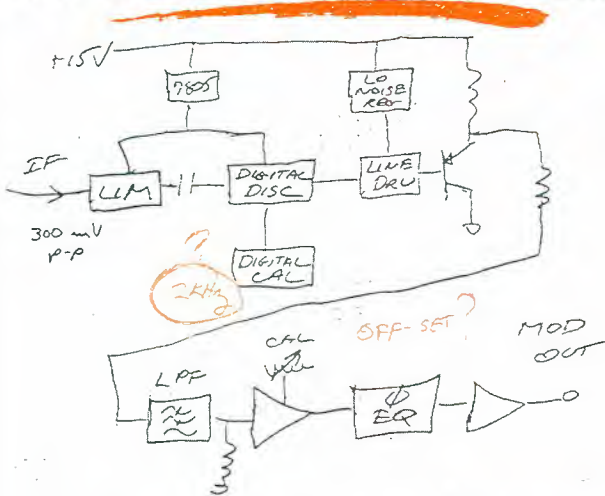 +15V
7805
LO
NOISE
REG
IF
LIM
DIGITAL
DISC
LINE
DRV
300 mV
P-P
?
DIGITAL
CAL
2KHz
OFF-SET ?
MOD
OUT
CAL
LPF
Φ
EQ